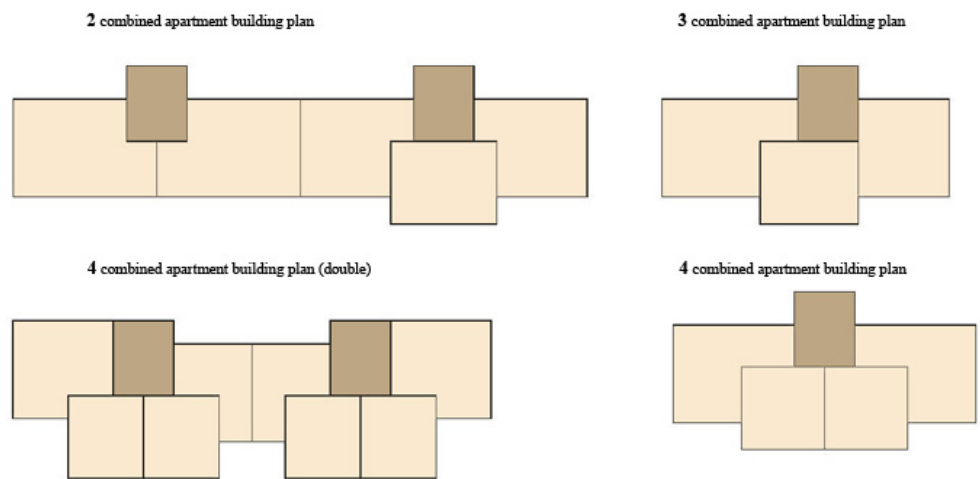 2 combined apartment building plan
3 combined apartment building plan
4 combined apartment building plan (double)
4 combined apartment building plan